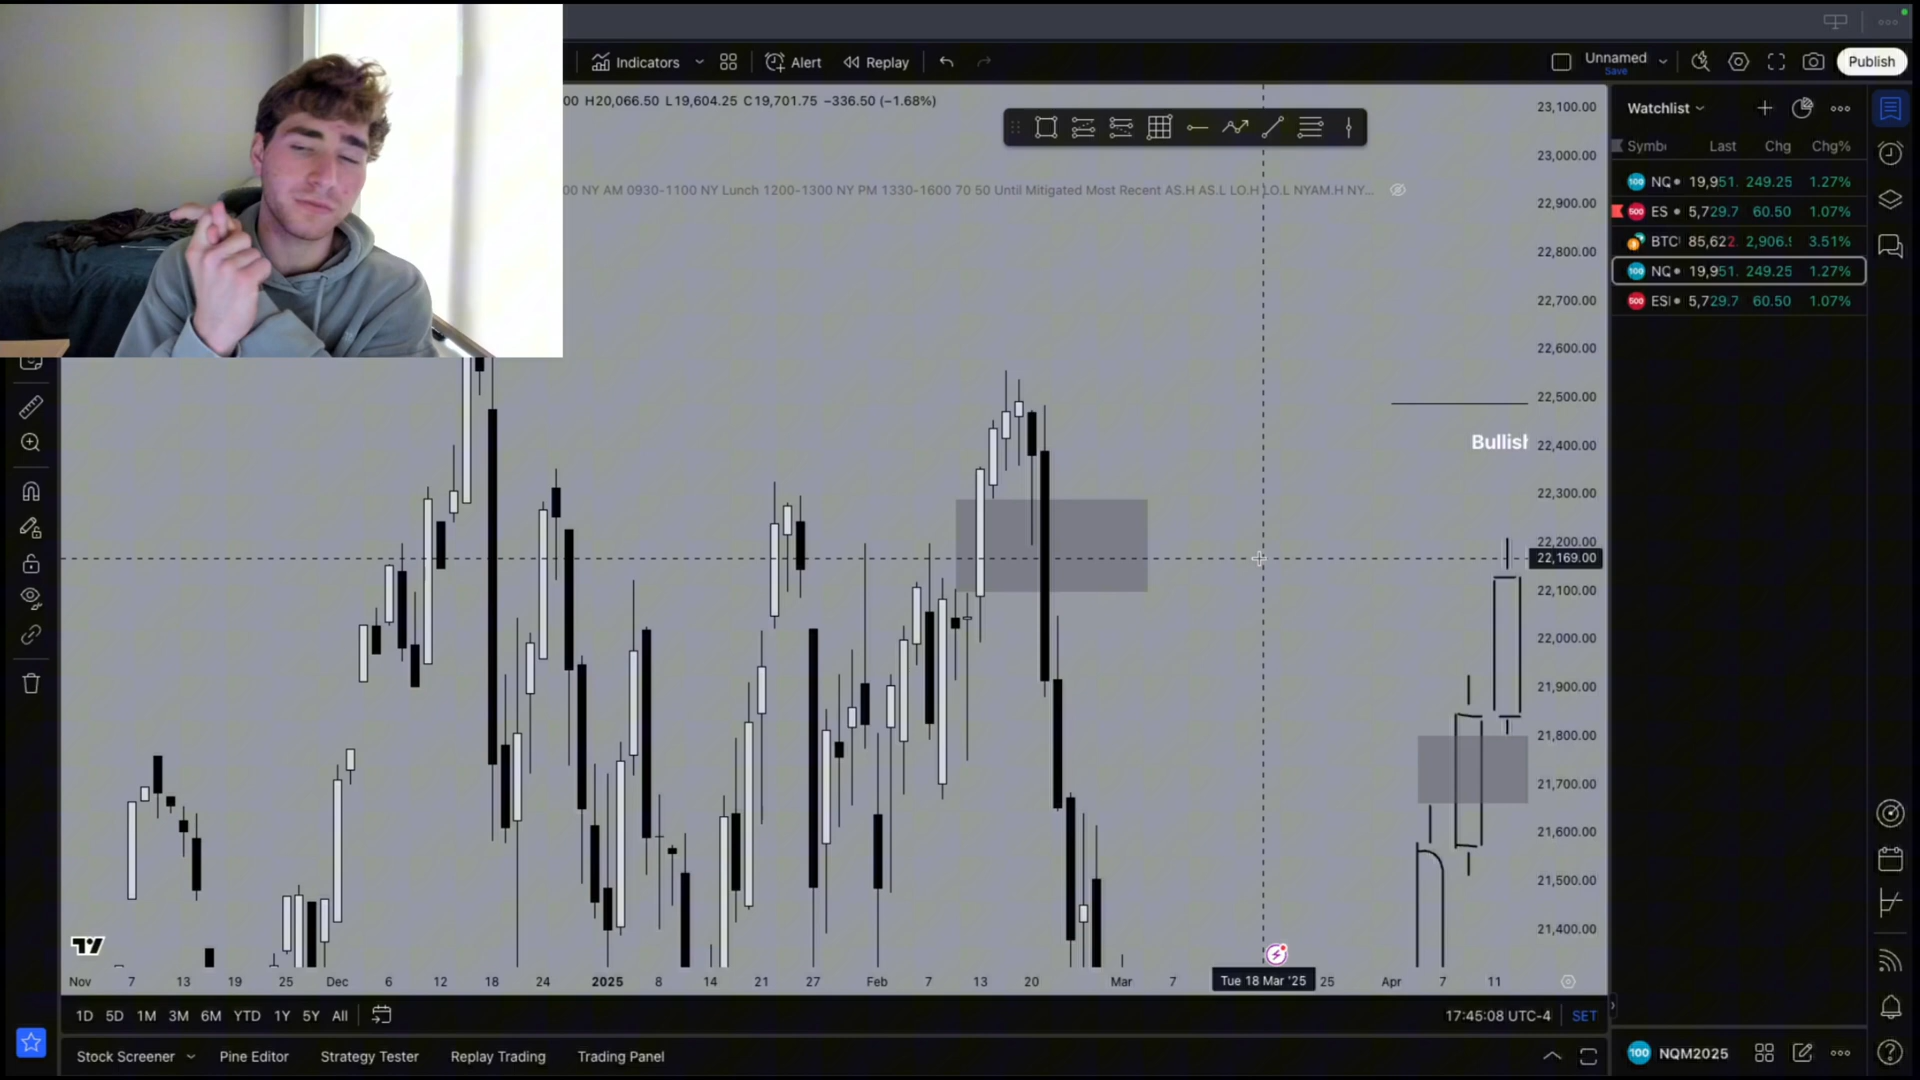 Indicators
Alert
Replay
Unnamed
Save
Publish
00 H20,066.50 L19,604.25 C19,701.75 −336.50 (−1.68%)
00 NY AM 0930-1100 NY Lunch 1200-1300 NY PM 1330-1600 70 50 Until Mitigated Most Recent AS.H AS.L LO.H LO.L NYAM.H NY...
23,100.00
23,000.00
22,900.00
22,800.00
22,700.00
22,600.00
22,500.00
22,400.00
22,300.00
22,200.00
22,169.00
22,100.00
22,000.00
21,900.00
21,800.00
21,700.00
21,600.00
21,500.00
21,400.00
Bullish
Watchlist
Symb Last Chg Chg%
100 NQ 19,951. 249.25 1.27%
500 ES 5,729.7 60.50 1.07%
BTC 85,622. 2,906. 3.51%
100 NQ 19,951. 249.25 1.27%
500 ES 5,729.7 60.50 1.07%
Nov 7 13 19 25 Dec 6 12 18 24 2025 8 14 21 27 Feb 7 13 20 Mar 7 Tue 18 Mar '25 25 Apr 7 11
1D 5D 1M 3M 6M YTD 1Y 5Y All
17:45:08 UTC-4 SET
Stock Screener Pine Editor Strategy Tester Replay Trading Trading Panel
100 NQM2025